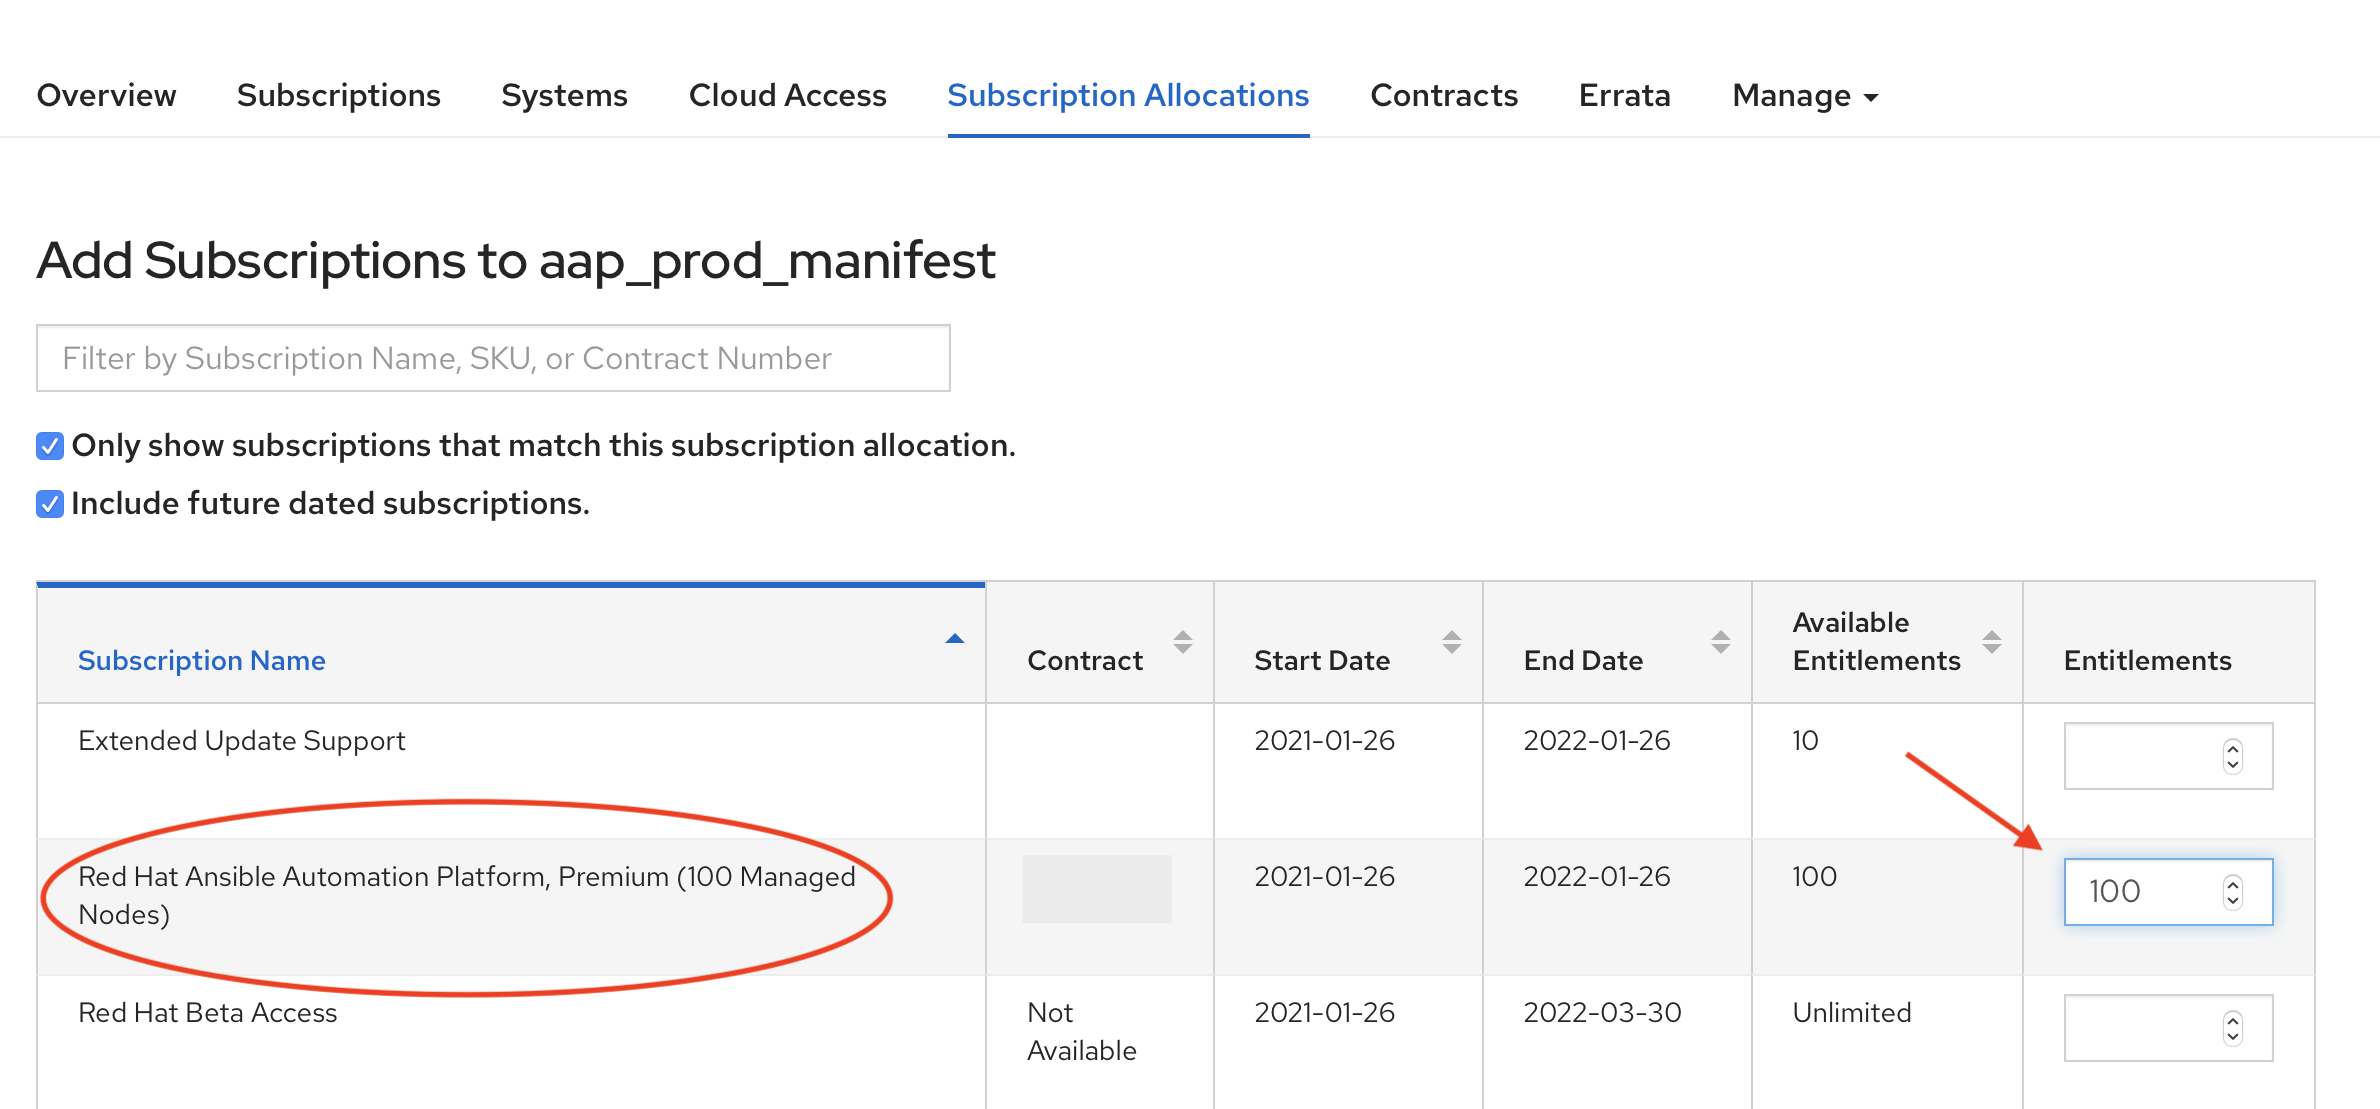 Overview Subscriptions Systems Cloud Access Subscription Allocations Contracts Errata Manage
Add Subscriptions to aap_prod_manifest
Filter by Subscription Name, SKU, or Contract Number
Only show subscriptions that match this subscription allocation.
Include future dated subscriptions.
Subscription Name Contract Start Date End Date Available Entitlements Entitlements
Extended Update Support 2021-01-26 2022-01-26 10
Red Hat Ansible Automation Platform, Premium (100 Managed 2021-01-26 2022-01-26 100 100
Nodes)
Red Hat Beta Access Not 2021-01-26 2022-03-30 Unlimited
Available